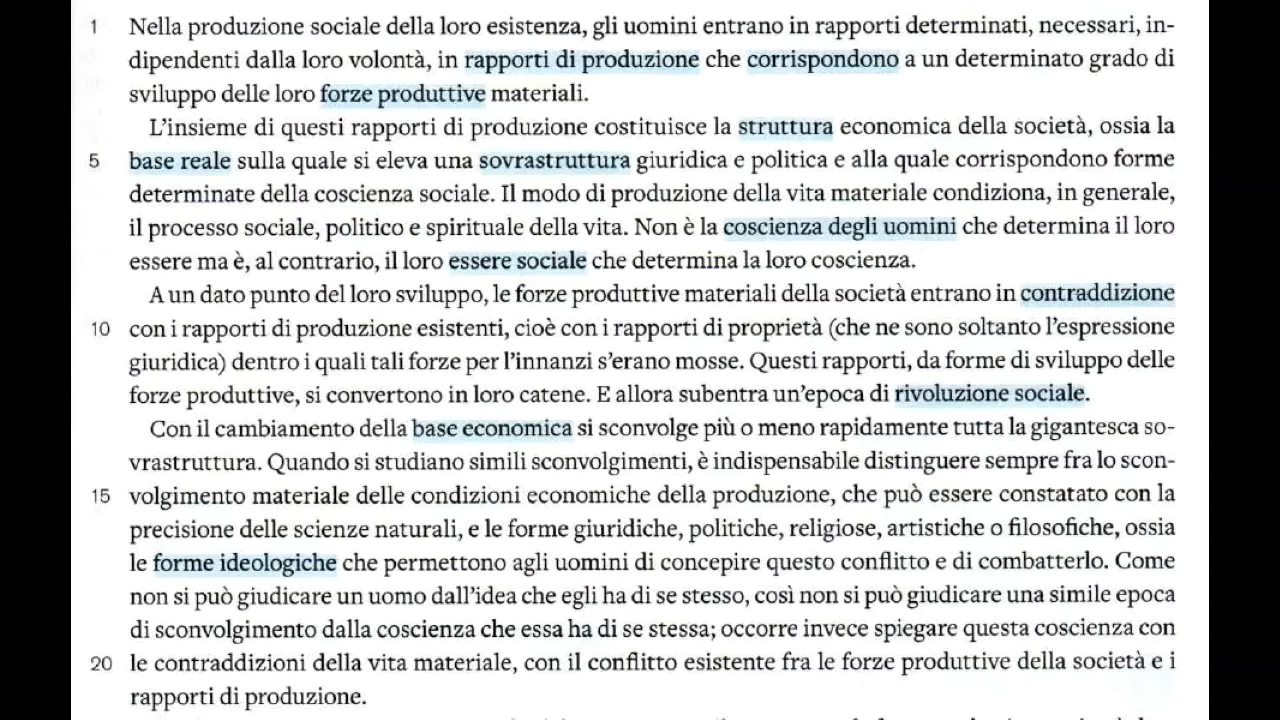 1 Nella produzione sociale della loro esistenza, gli uomini entrano in rapporti determinati, necessari, in-
dipendenti dalla loro volontà, in rapporti di produzione che corrispondono a un determinato grado di
sviluppo delle loro forze produttive materiali.
L'insieme di questi rapporti di produzione costituisce la struttura economica della società, ossia la
5 base reale sulla quale si eleva una sovrastruttura giuridica e politica e alla quale corrispondono forme
determinate della coscienza sociale. Il modo di produzione della vita materiale condiziona, in generale,
il processo sociale, politico e spirituale della vita. Non è la coscienza degli uomini che determina il loro
essere ma è, al contrario, il loro essere sociale che determina la loro coscienza.
A un dato punto del loro sviluppo, le forze produttive materiali della società entrano in contraddizione
10 con i rapporti di produzione esistenti, cioè con i rapporti di proprietà (che ne sono soltanto l'espressione
giuridica) dentro i quali tali forze per l'innanzi s'erano mosse. Questi rapporti, da forme di sviluppo delle
forze produttive, si convertono in loro catene. E allora subentra un'epoca di rivoluzione sociale.
Con il cambiamento della base economica si sconvolge più o meno rapidamente tutta la gigantesca so-
vrastruttura. Quando si studiano simili sconvolgimenti, è indispensabile distinguere sempre fra lo scon-
15 volgimento materiale delle condizioni economiche della produzione, che può essere constatato con la
precisione delle scienze naturali, e le forme giuridiche, politiche, religiose, artistiche o filosofiche, ossia
le forme ideologiche che permettono agli uomini di concepire questo conflitto e di combatterlo. Come
non si può giudicare un uomo dall'idea che egli ha di se stesso, così non si può giudicare una simile epoca
di sconvolgimento dalla coscienza che essa ha di se stessa; occorre invece spiegare questa coscienza con
20 le contraddizioni della vita materiale, con il conflitto esistente fra le forze produttive della società e i
rapporti di produzione.